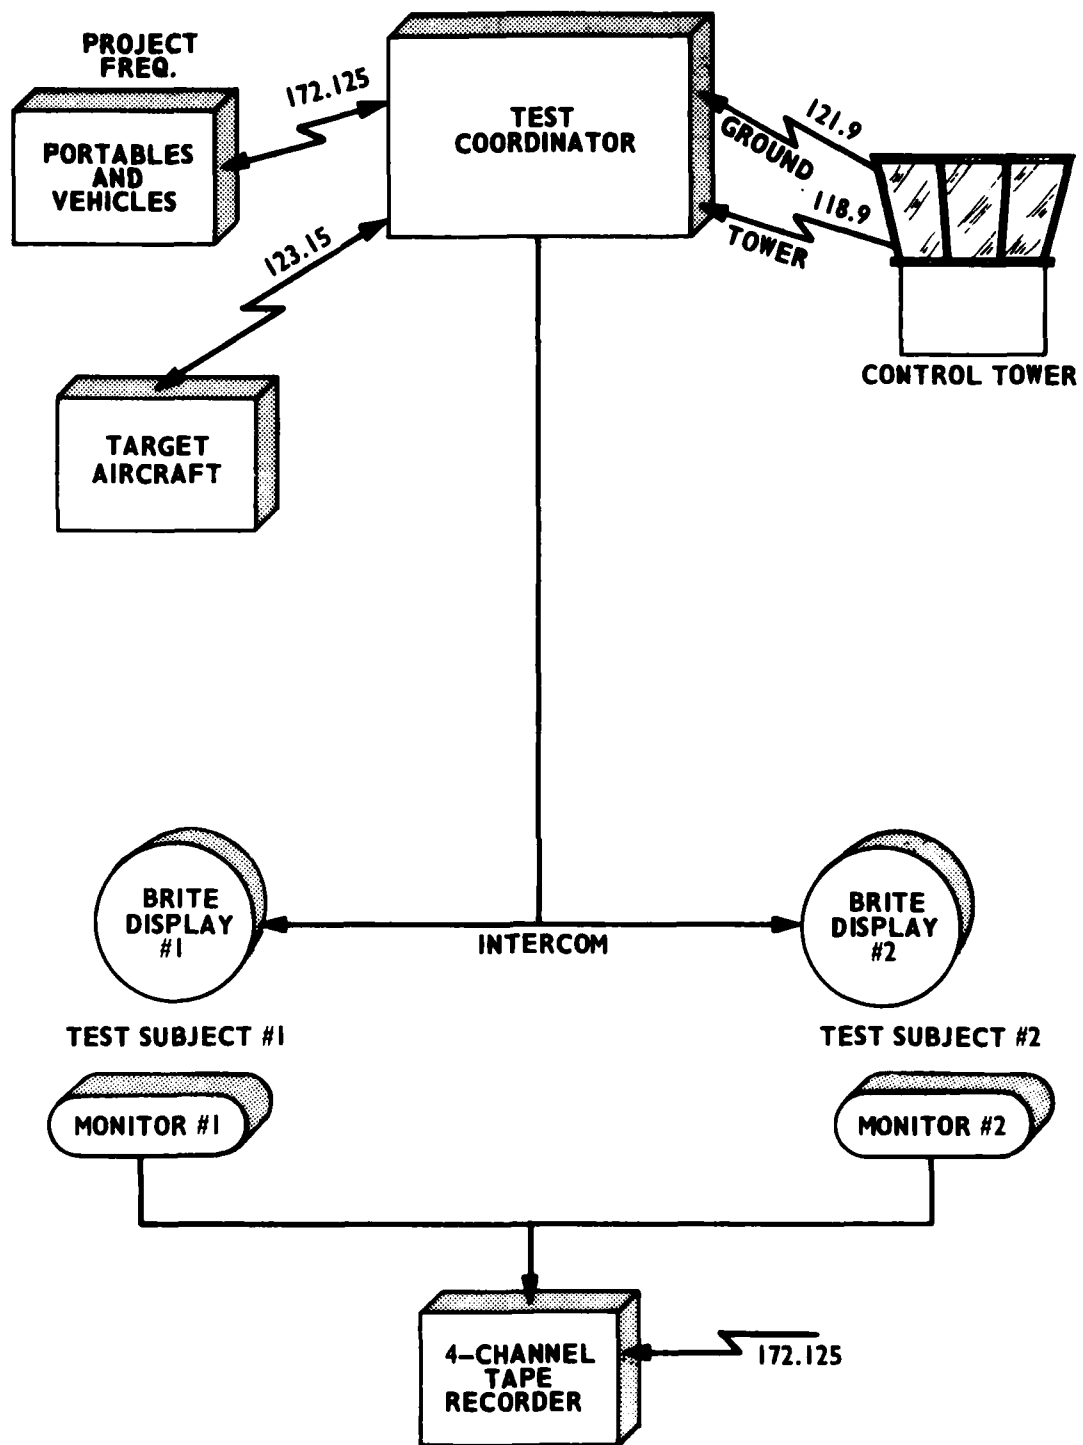 PROJECT
FREQ.
PORTABLES
AND
VEHICLES
172.125
TEST
COORDINATOR
121.9
GROUND
118.9
TOWER
CONTROL TOWER
123.15
TARGET
AIRCRAFT
BRITE
DISPLAY
#1
INTERCOM
BRITE
DISPLAY
#2
TEST SUBJECT #1
TEST SUBJECT #2
MONITOR #1
MONITOR #2
4-CHANNEL
TAPE
RECORDER
172.125